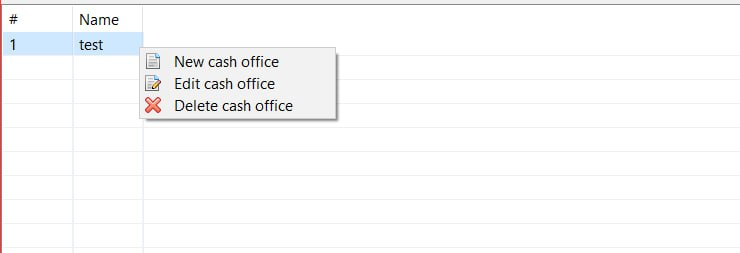 # Name
1 test
New cash office
Edit cash office
Delete cash office